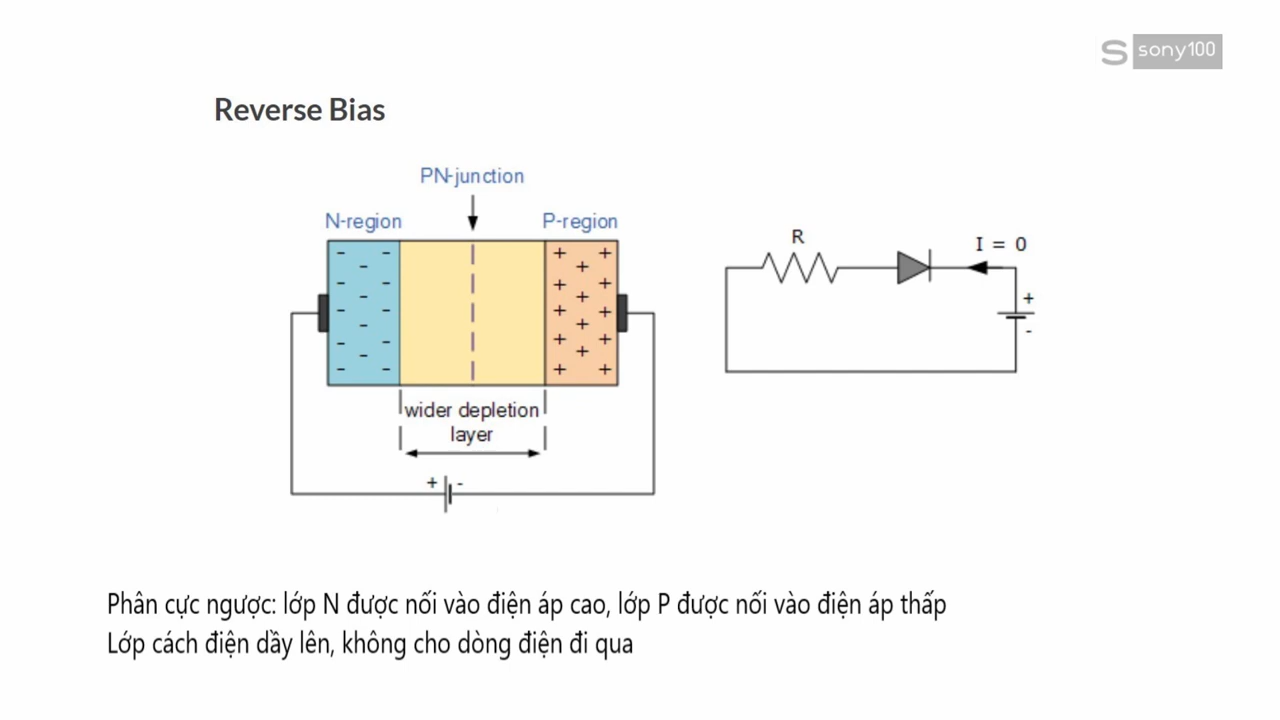 S sony100
Reverse Bias
PN-junction
N-region
P-region
wider depletion
layer
+ -
R
I = 0
+
-
Phân cực ngược: lớp N được nối vào điện áp cao, lớp P được nối vào điện áp thấp
Lớp cách điện dầy lên, không cho dòng điện đi qua